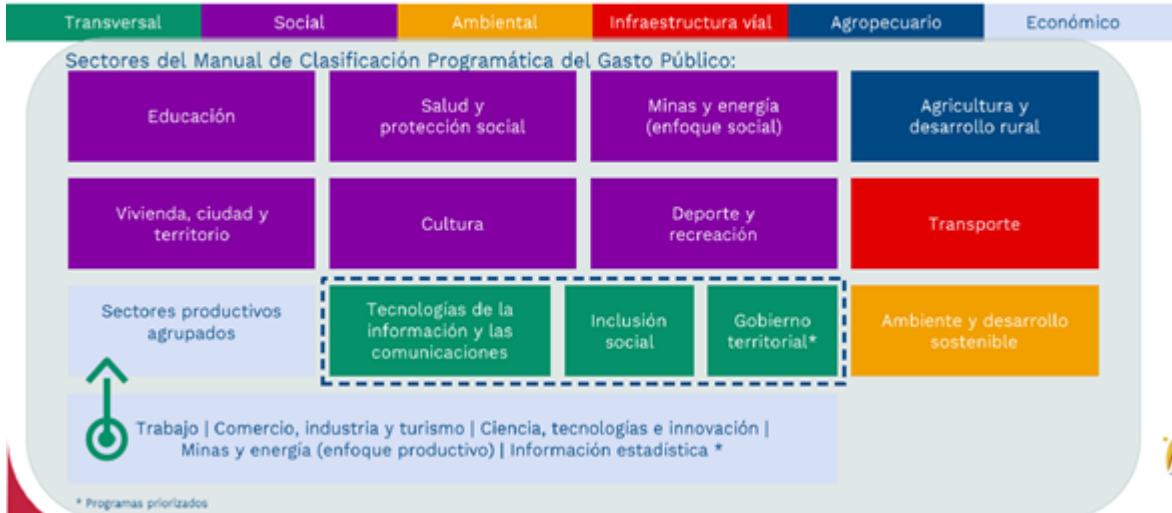 Transversal
Social
Ambiental
Infraestructura víal
Agropecuario
Económico
Sectores del Manual de Clasificación Programática del Gasto Público:
Educación
Salud y
protección social
Minas y energía
(enfoque social)
Agricultura y
desarrollo rural
Vivienda, ciudad y
territorio
Cultura
Deporte y
recreación
Transporte
Sectores productivos
agrupados
Tecnologías de la
información y las
comunicaciones
Inclusión
social
Gobierno
territorial*
Ambiente y desarrollo
sostenible
Trabajo | Comercio, industria y turismo | Ciencia, tecnologías e innovación |
Minas y energía (enfoque productivo) | Información estadística *
* Programas priorizados